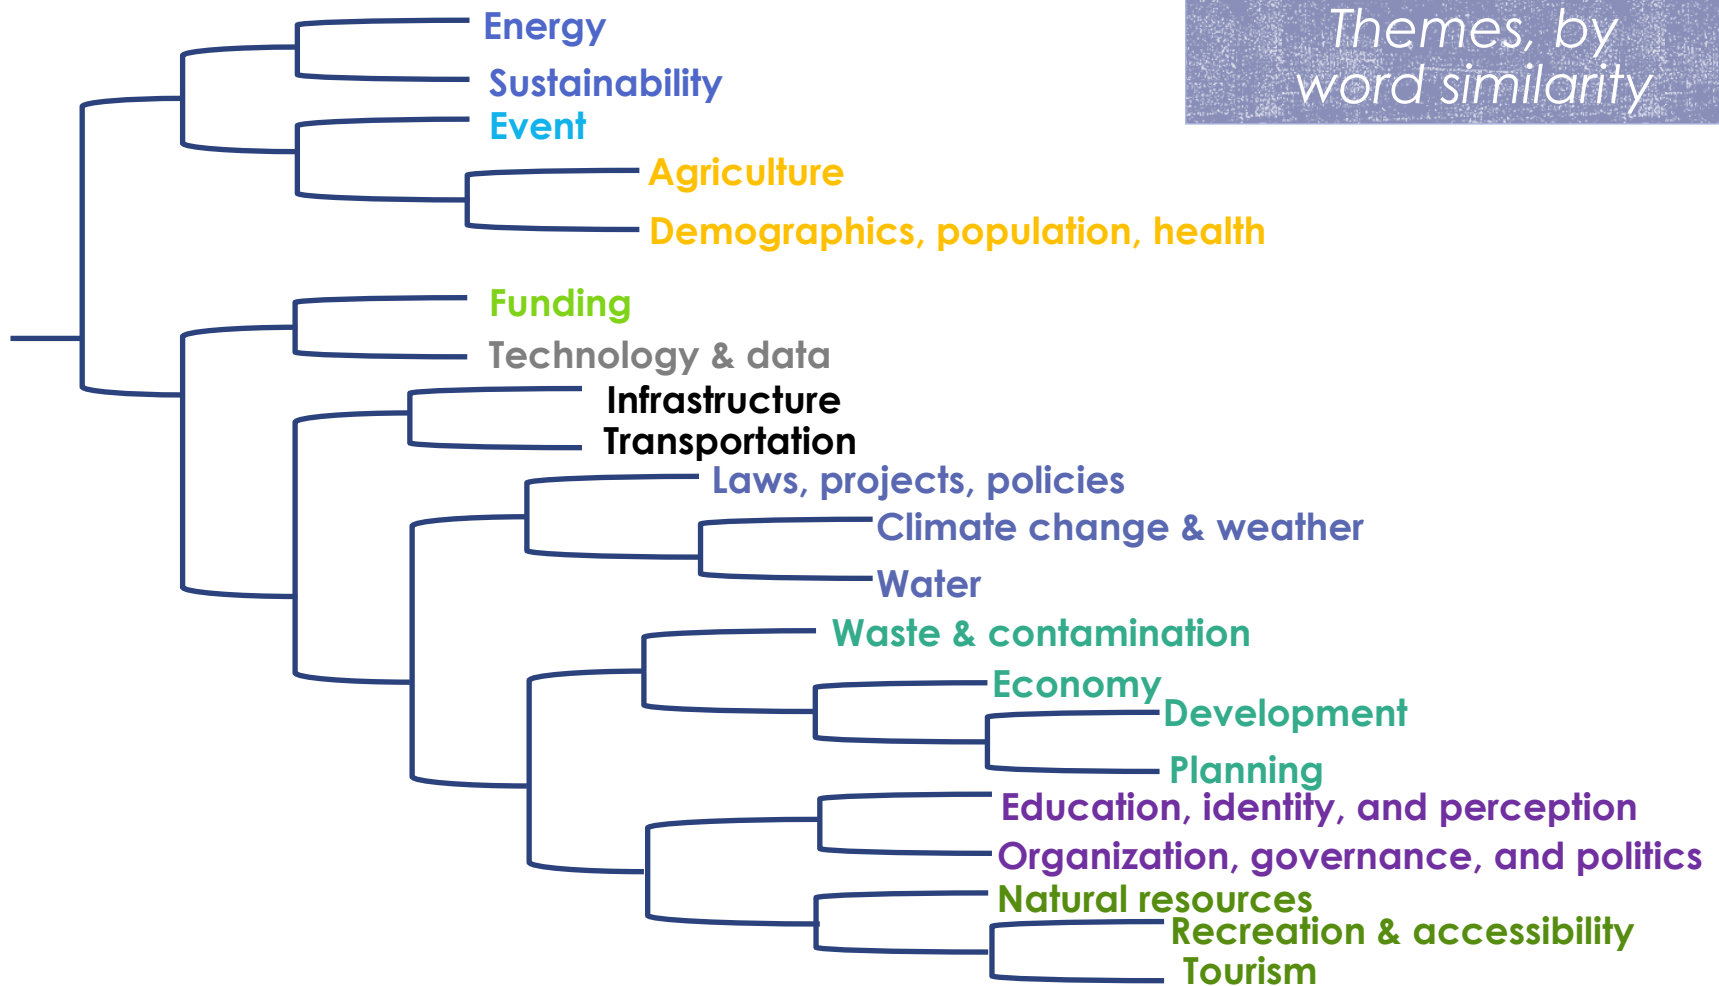 Themes, by
word similarity
Energy
Sustainability
Event
Agriculture
Demographics, population, health
Funding
Technology & data
Infrastructure
Transportation
Laws, projects, policies
Climate change & weather
Water
Waste & contamination
Economy
Development
Planning
Education, identity, and perception
Organization, governance, and politics
Natural resources
Recreation & accessibility
Tourism